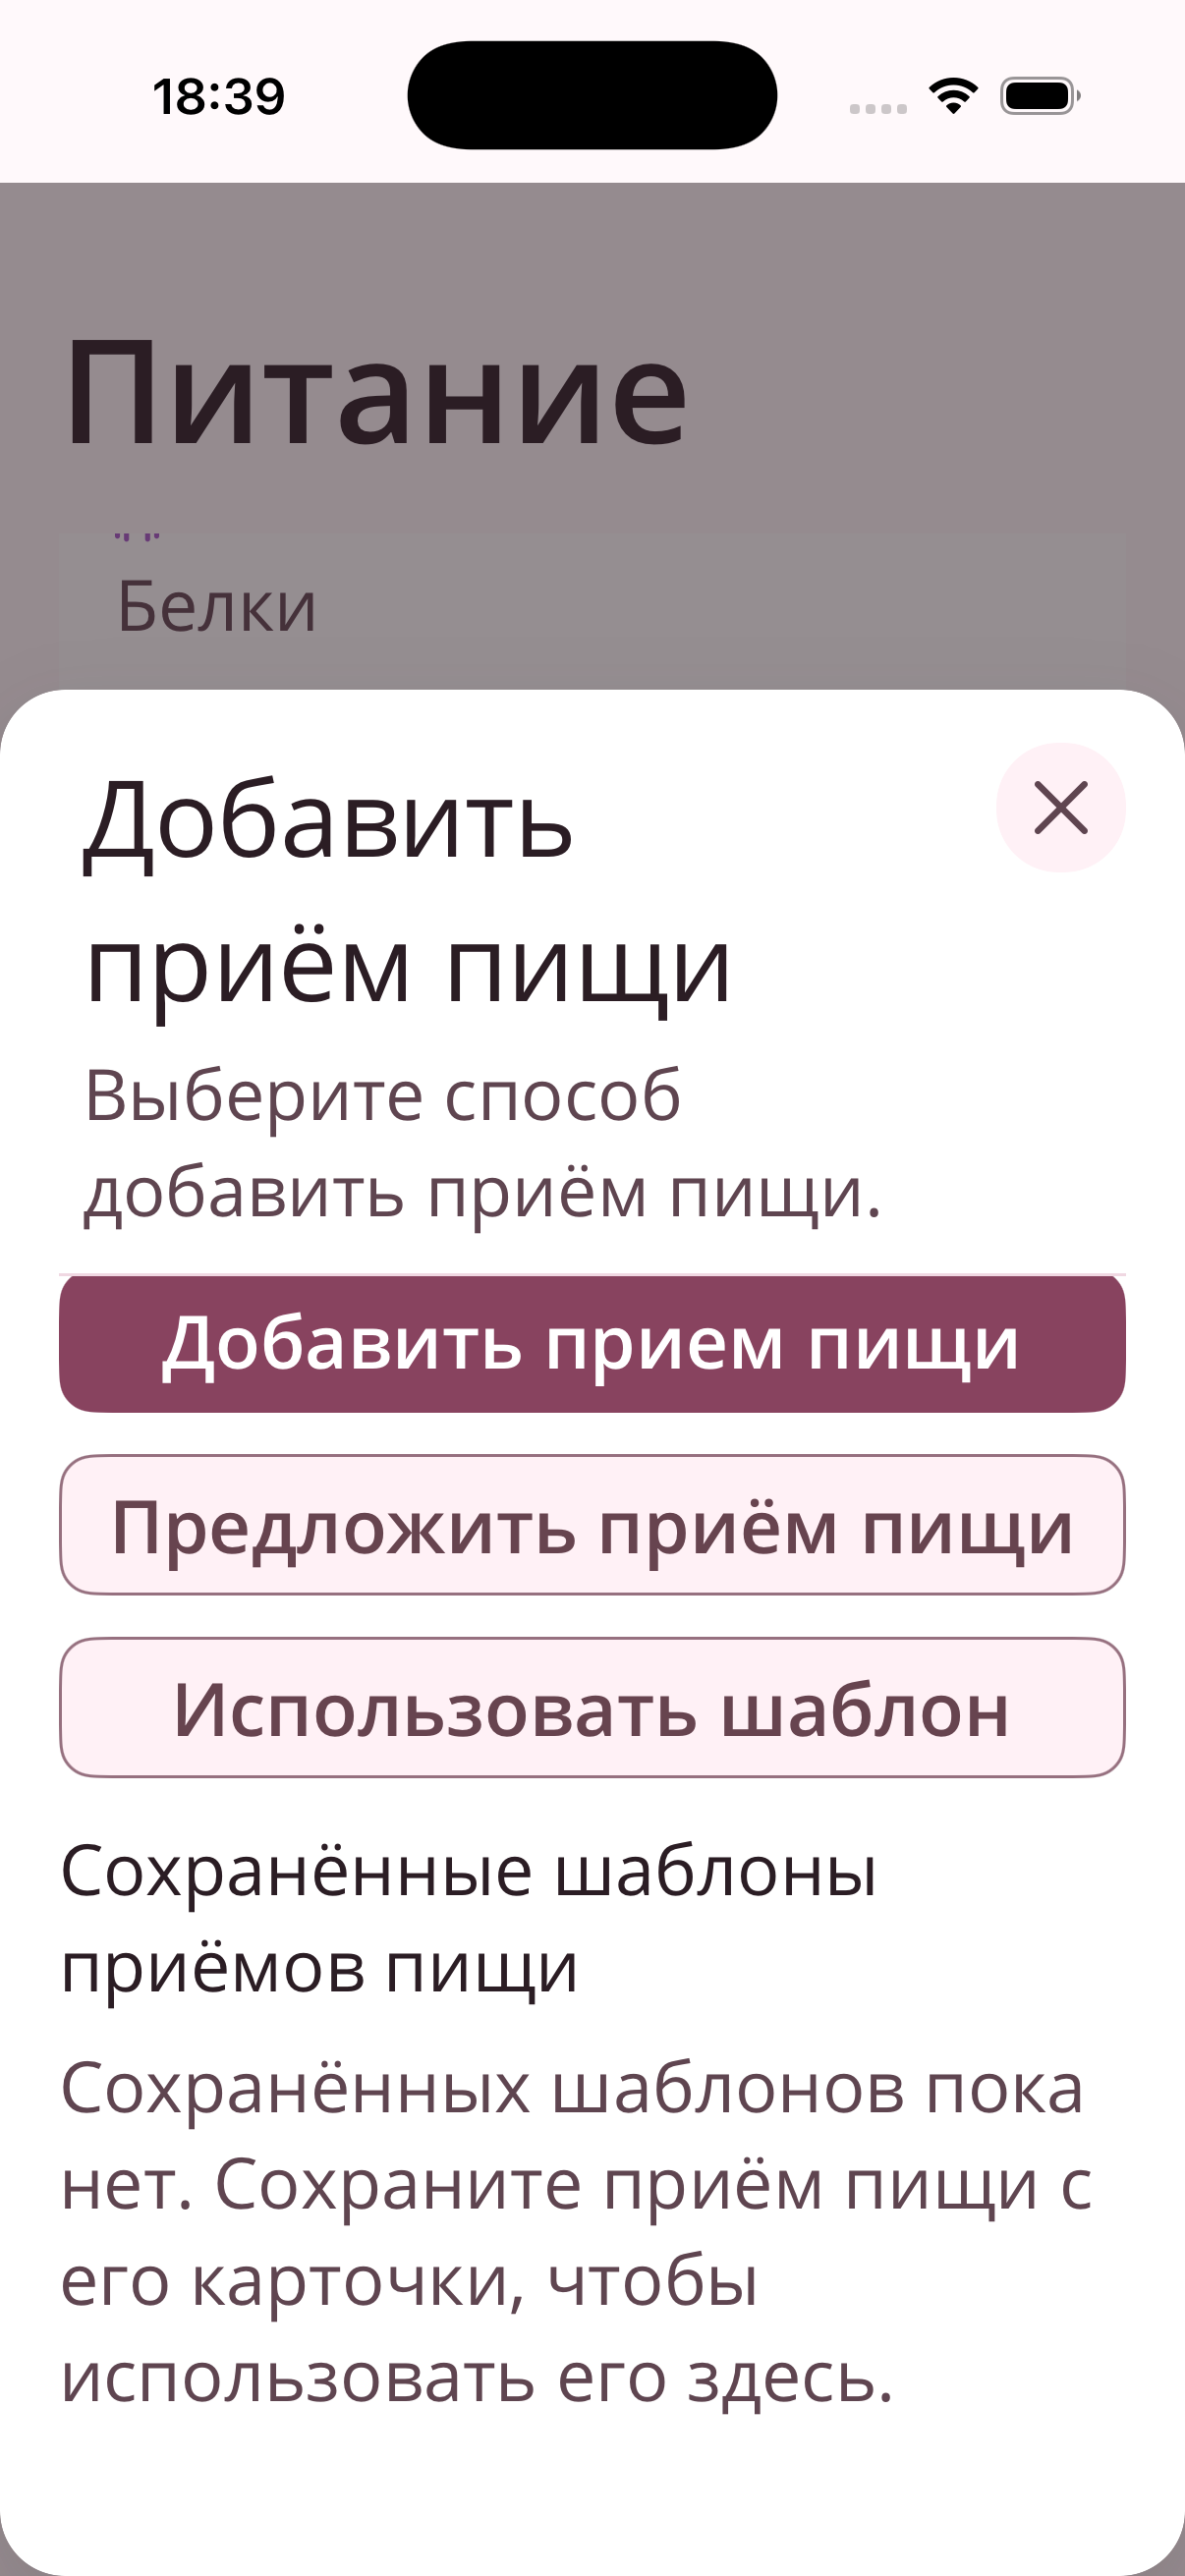 18:39
Питание
Белки
Добавить
приём пищи
Выберите способ
добавить приём пищи.
Добавить прием пищи
Предложить приём пищи
Использовать шаблон
Сохранённые шаблоны
приёмов пищи
Сохранённых шаблонов пока
нет. Сохраните приём пищи с
его карточки, чтобы
использовать его здесь.